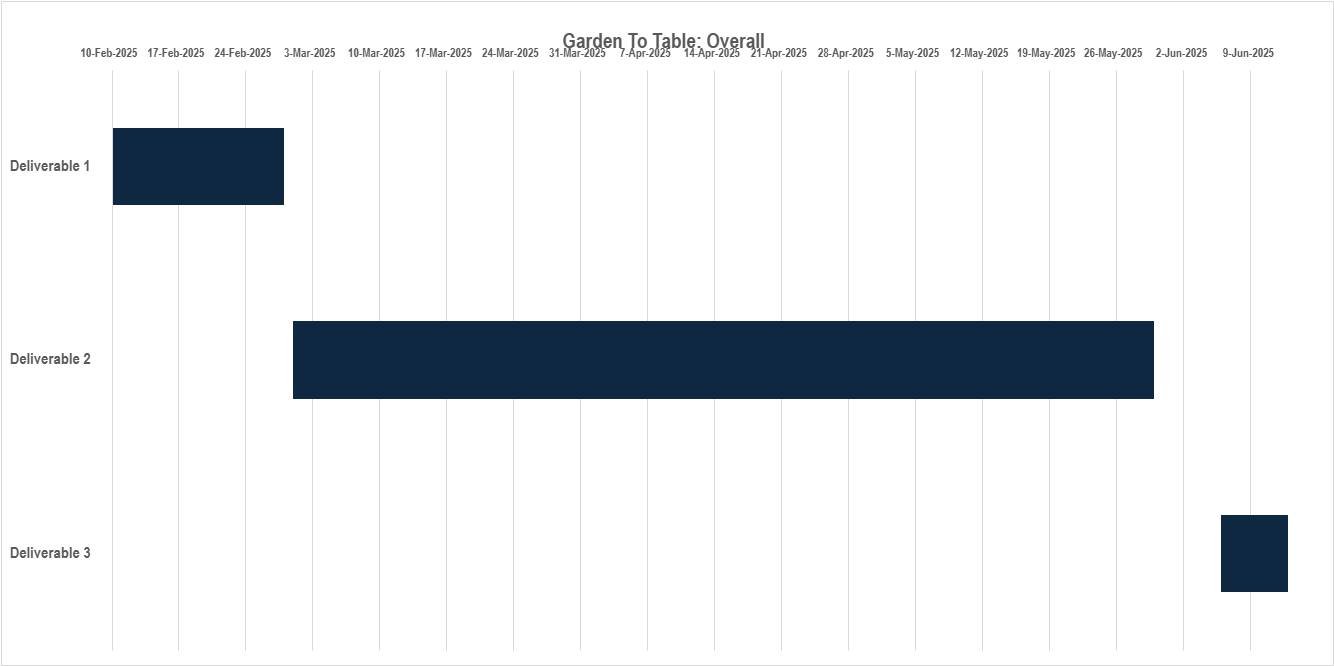 Garden To Table: Overall
10-Feb-2025 17-Feb-2025 24-Feb-2025 3-Mar-2025 10-Mar-2025 17-Mar-2025 24-Mar-2025 31-Mar-2025 7-Apr-2025 14-Apr-2025 21-Apr-2025 28-Apr-2025 5-May-2025 12-May-2025 19-May-2025 26-May-2025 2-Jun-2025 9-Jun-2025
Deliverable 1
Deliverable 2
Deliverable 3